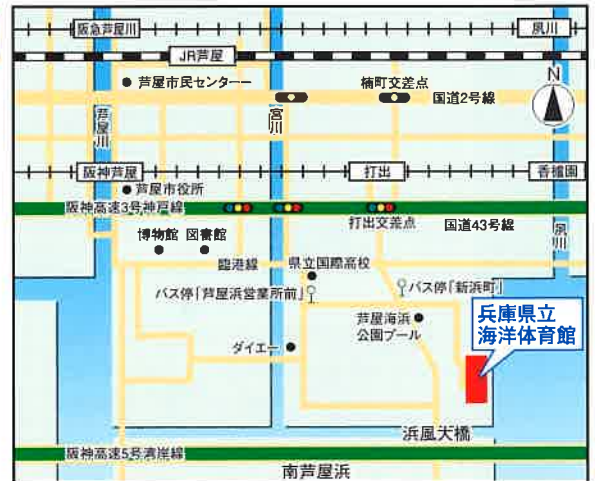 阪急芦屋川
夙川
JR芦屋
芦屋市民センター
楠町交差点
国道2号線
N
芦屋川
宮川
阪神芦屋
打出
香櫨園
芦屋市役所
阪神高速3号神戸線
打出交差点
国道43号線
夙川
博物館
図書館
臨港線
県立国際高校
バス停「芦屋浜営業所前」
バス停「新浜町」
兵庫県立
海洋体育館
芦屋海浜
公園プール
ダイエー
浜風大橋
阪神高速5号湾岸線
南芦屋浜